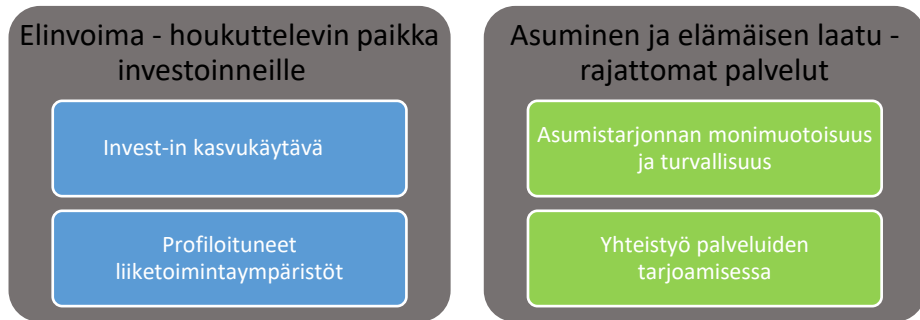 Elinvoima - houkuttelevin paikka
investoinneille
Invest-in kasvukäytävä
Profiloituneet
liiketoimintaympäristöt
Asuminen ja elämäisen laatu -
rajattomat palvelut
Asumistarjonnan monimuotoisuus
ja turvallisuus
Yhteistyö palveluiden
tarjoamisessa